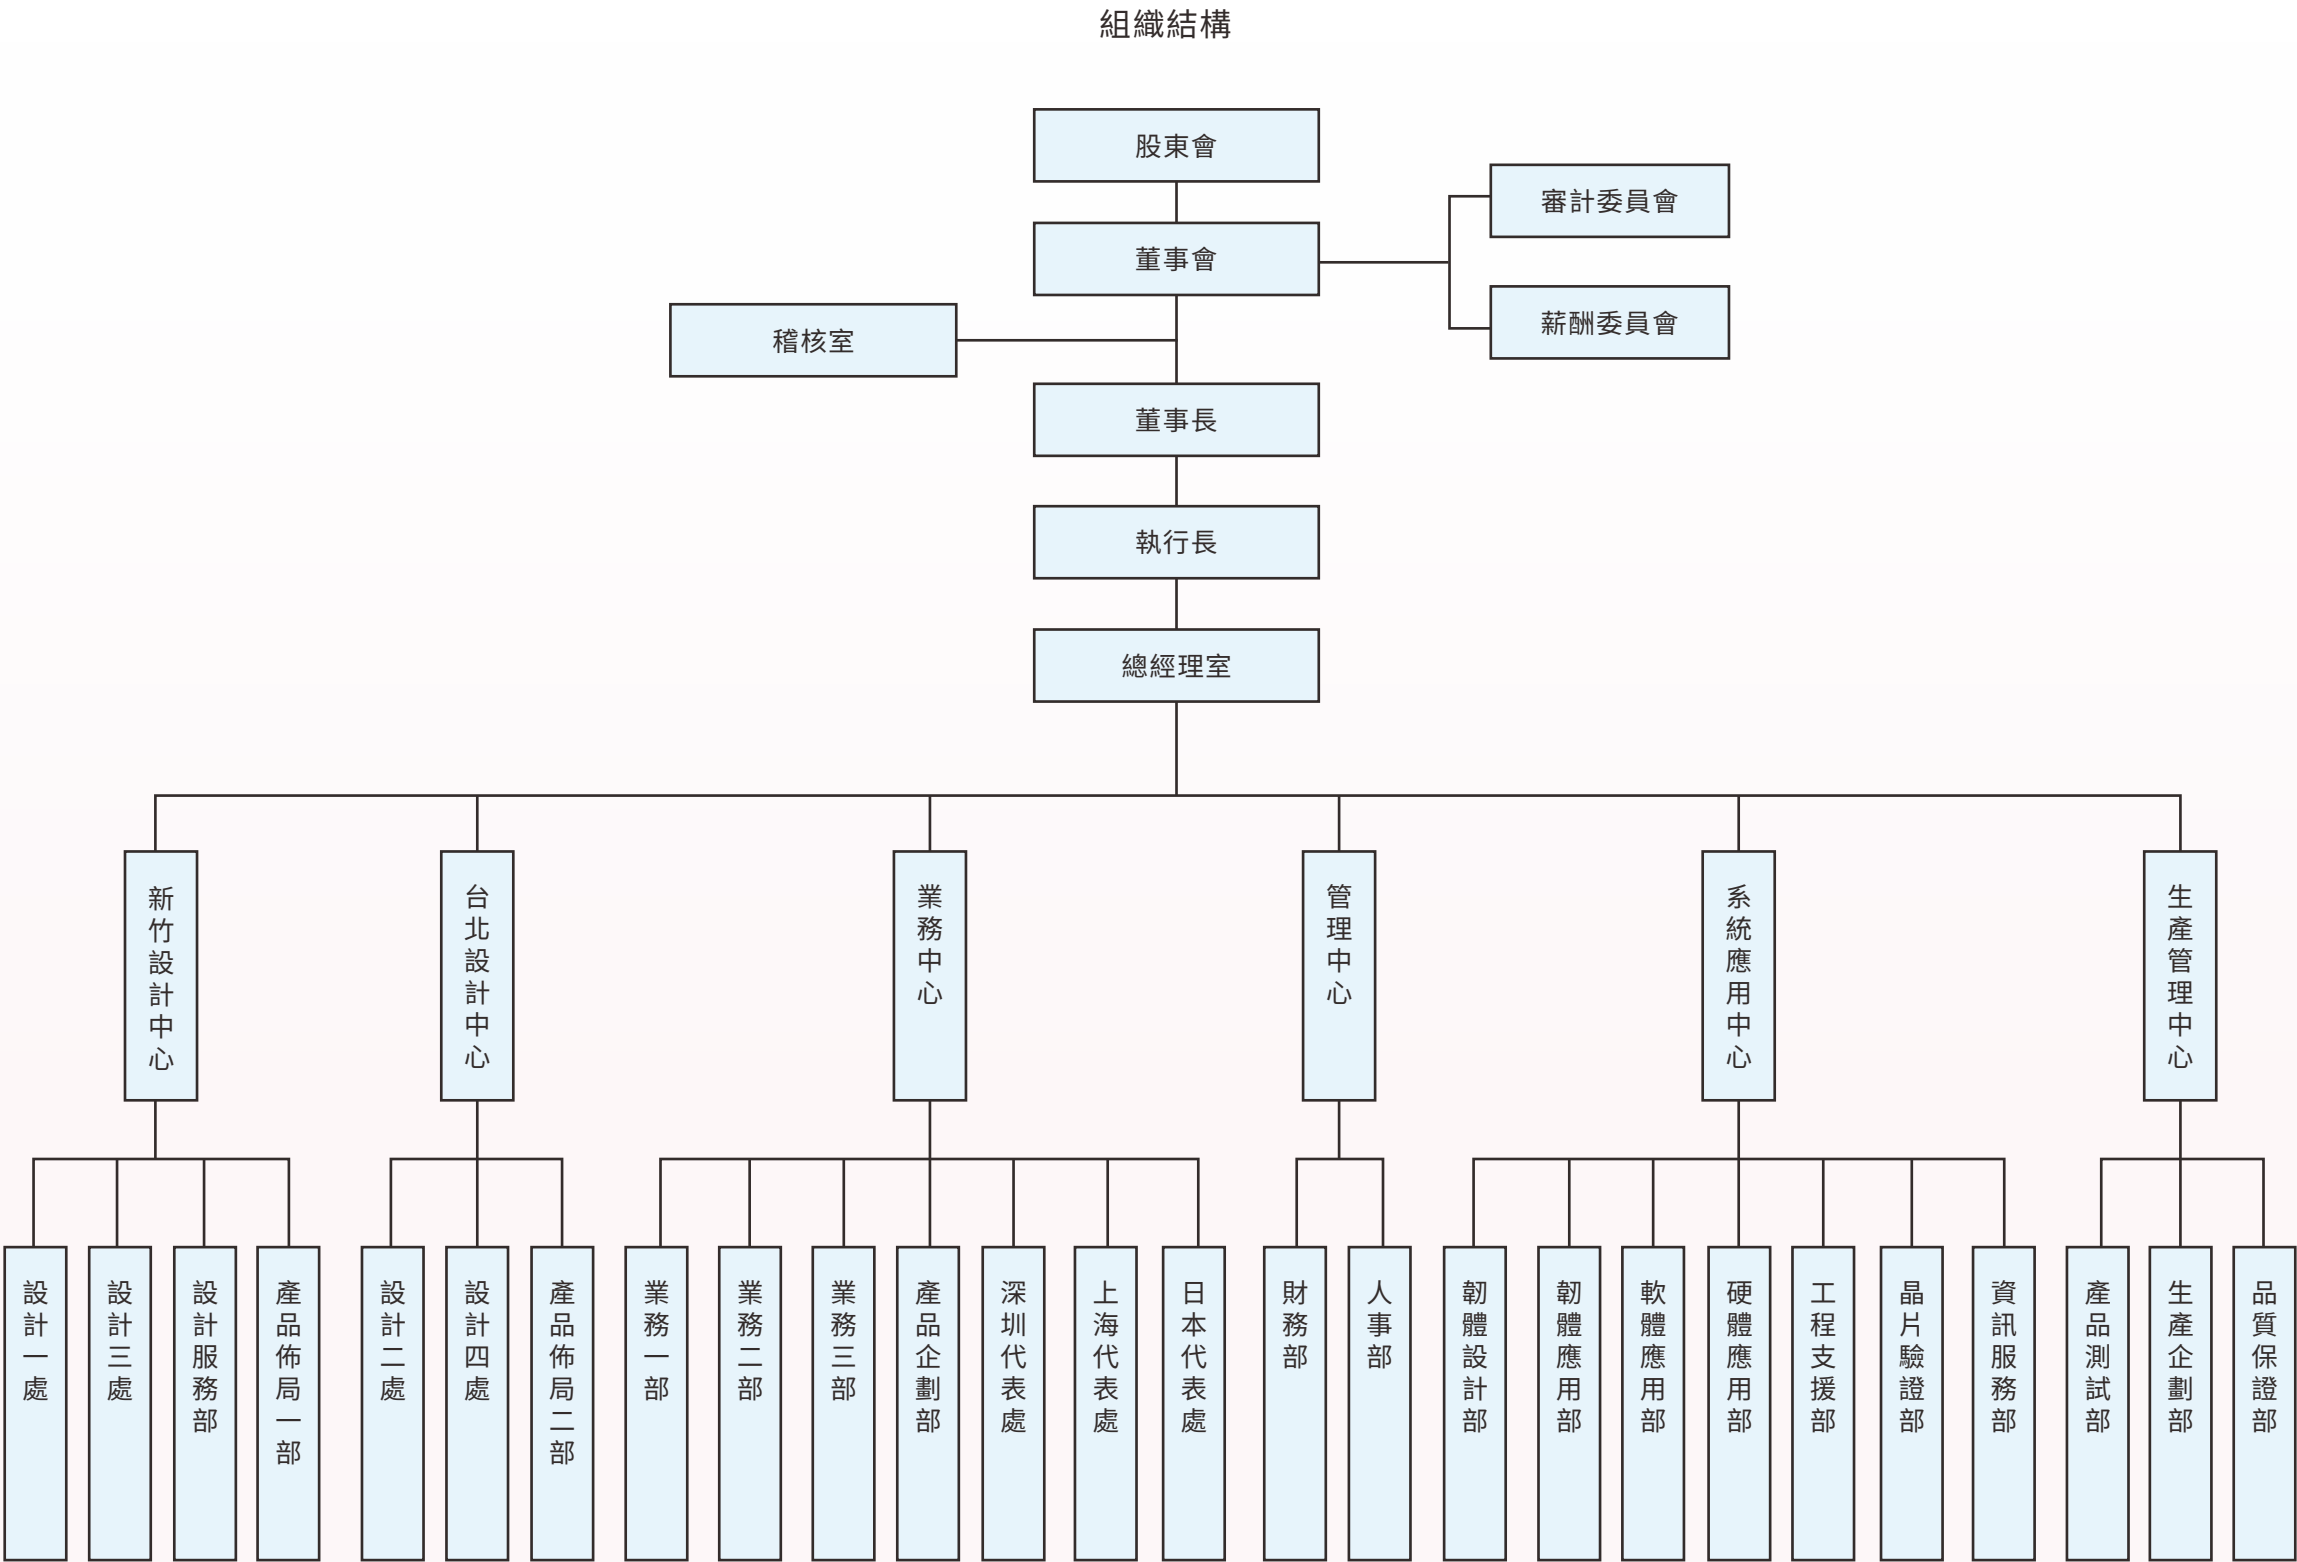 組織結構
股東會
審計委員會
董事會
薪酬委員會
稽核室
董事長
執行長
總經理室
新竹設計中心
台北設計中心
業務中心
管理中心
系統應用中心
生產管理中心
設計一處
設計三處
設計服務部
產品佈局一部
設計二處
設計四處
產品佈局二部
業務一部
業務二部
業務三部
產品企劃部
深圳代表處
上海代表處
日本代表處
財務部
人事部
韌體設計部
韌體應用部
軟體應用部
硬體應用部
工程支援部
晶片驗證部
資訊服務部
產品測試部
生產企劃部
品質保證部